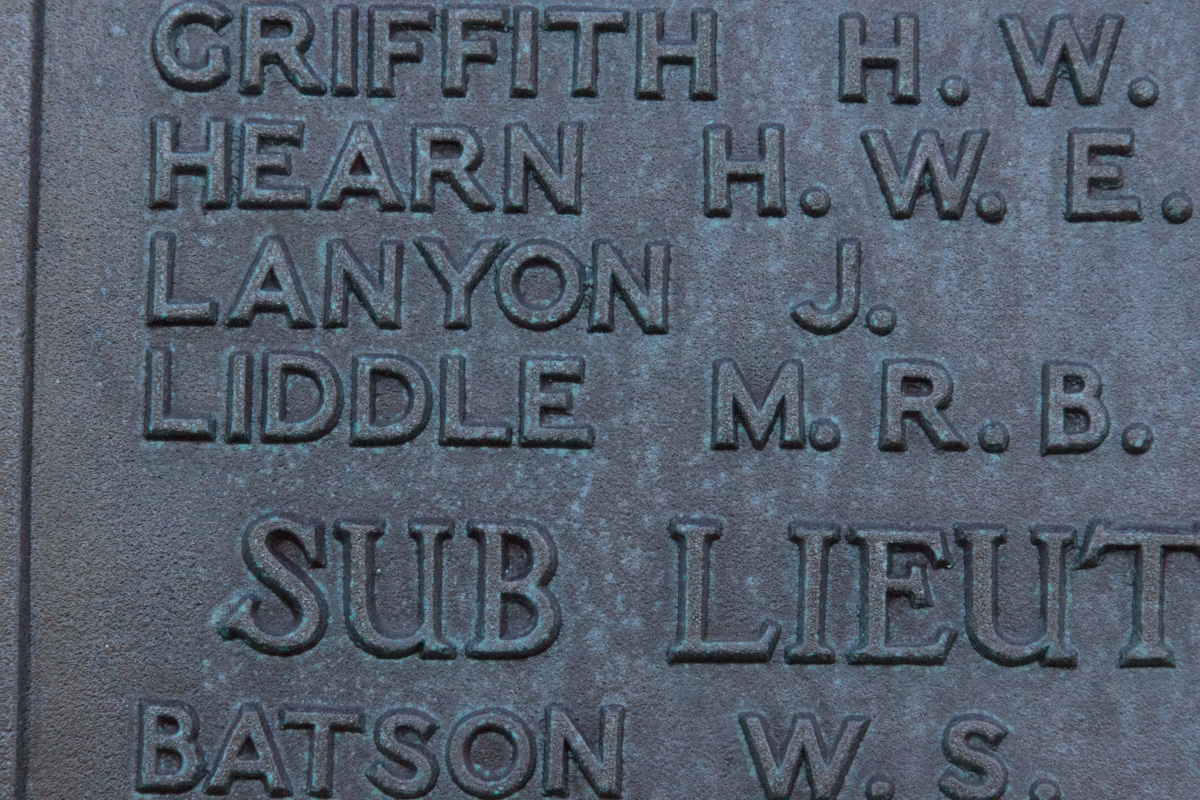 GRIFFITH H. W.
HEARN H. W. E.
LANYON J.
LIDDLE M. R. B.
SUB LIEUT
BATSON W. S.